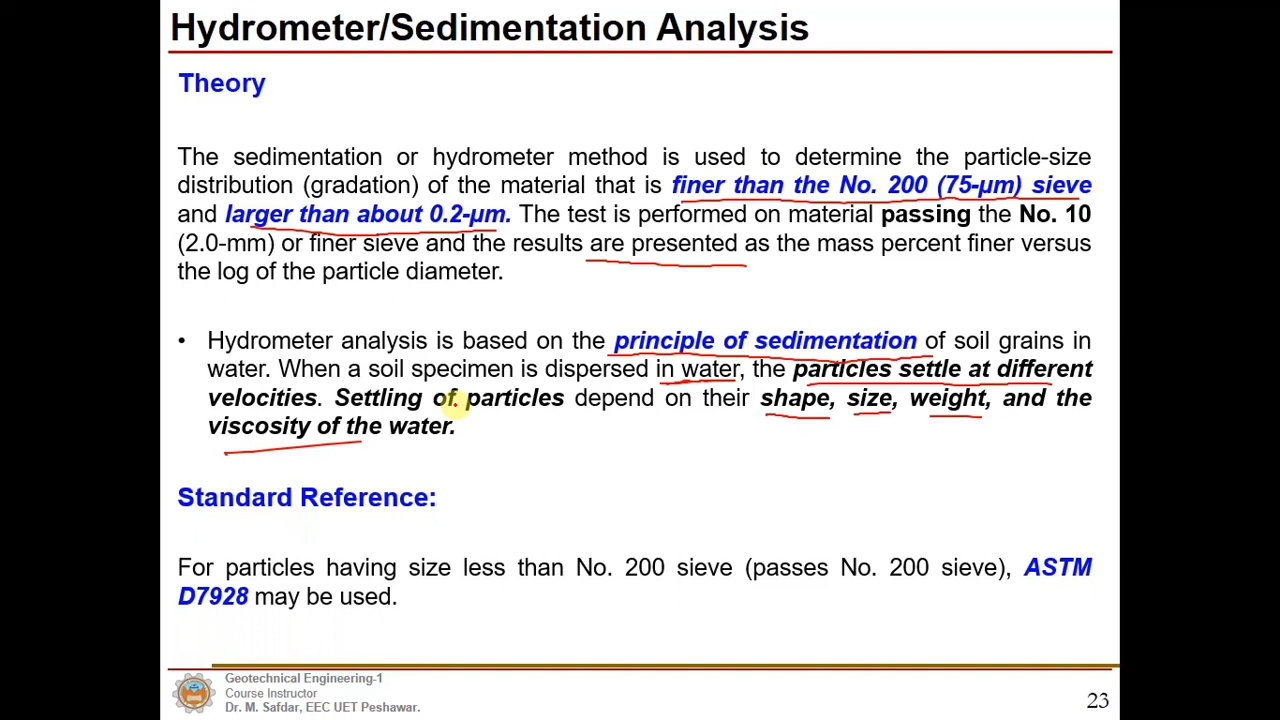 Hydrometer/Sedimentation Analysis
Theory
The sedimentation or hydrometer method is used to determine the particle-size
distribution (gradation) of the material that is finer than the No. 200 (75-μm) sieve
and larger than about 0.2-μm. The test is performed on material passing the No. 10
(2.0-mm) or finer sieve and the results are presented as the mass percent finer versus
the log of the particle diameter.
• Hydrometer analysis is based on the principle of sedimentation of soil grains in
water. When a soil specimen is dispersed in water, the particles settle at different
velocities. Settling of particles depend on their shape, size, weight, and the
viscosity of the water.
Standard Reference:
For particles having size less than No. 200 sieve (passes No. 200 sieve), ASTM
D7928 may be used.
Geotechnical Engineering-1
Course Instructor
Dr. M. Safdar, EEC UET Peshawar.
23